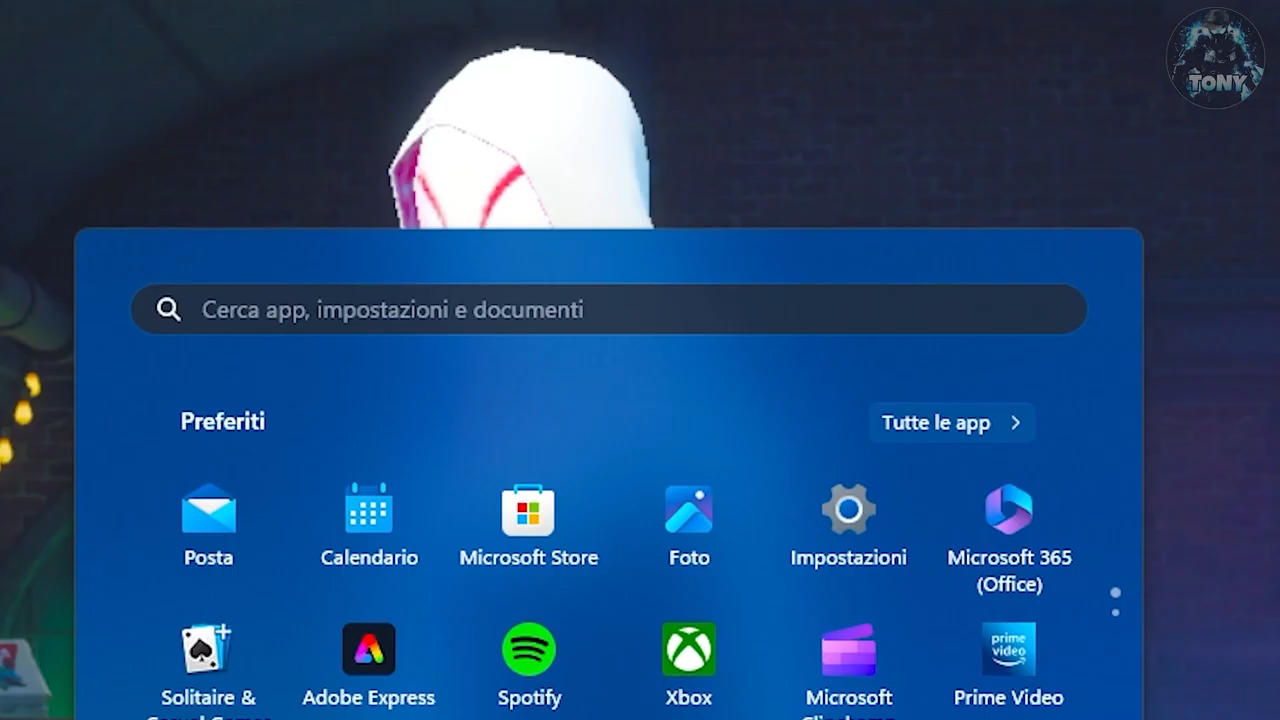 TONY
Cerca app, impostazioni e documenti
Preferiti
Tutte le app
Posta
Calendario
Microsoft Store
Foto
Impostazioni
Microsoft 365
(Office)
prime
video
Solitaire &
Adobe Express
Spotify
Xbox
Microsoft
Prime Video